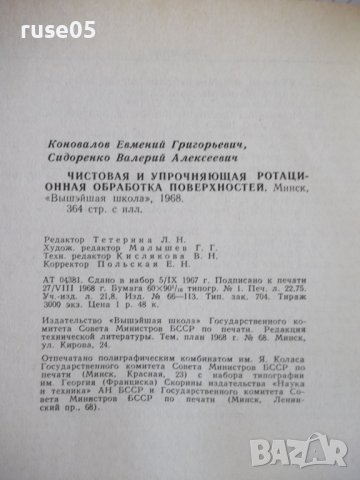 ruse05
Коновалов Евмений Григорьевич,
Сидоренко Валерий Алексеевич
ЧИСТОВАЯ И УПРОЧНЯЮЩАЯ РОТАЦИ-
ОННАЯ ОБРАБОТКА ПОВЕРХНОСТЕЙ. Минск,
«Вышэйшая школа», 1968.
364 стр. с илл.
Редактор Тетерина Л. Н.
Худож. редактор Малышев Г. Г.
Техн. редактор Кислякова В. Н.
Корректор Польская Е. Н.
АТ 04381. Сдано в набор 5/IX 1967 г. Подписано к печати
27/VIII 1968 г. Бумага 60×90¹/₁₆ типогр. № 1. Печ. л. 22,75.
Уч.-изд. л. 21,8. Изд. № 66—113. Тип. зак. 704. Тираж
3000 экз. Цена 1 р. 48 к.
Издательство «Вышэйшая школа» Государственного ко-
митета Совета Министров БССР по печати. Редакция
технической литературы. Тем. план 1968 г. № 68. Минск,
ул. Кирова, 24.
Отпечатано полиграфическим комбинатом им. Я. Коласа
Государственного комитета Совета Министров БССР по
печати (Минск, Красная, 23) с набора типографии
им. Георгия (Франциска) Скорины издательства «Наука
и техника» АН БССР и Государственного комитета Сове-
та Министров БССР по печати (Минск, Ленин-
ский пр., 68).
BAZAR
.bg